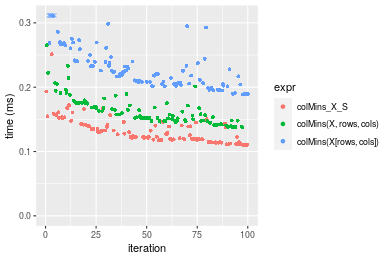 0.3
0.2
0.1
0.0
time (ms)
0
25
50
75
100
iteration
expr
colMins_X_S
colMins(X, rows, cols)
colMins(X[rows, cols])